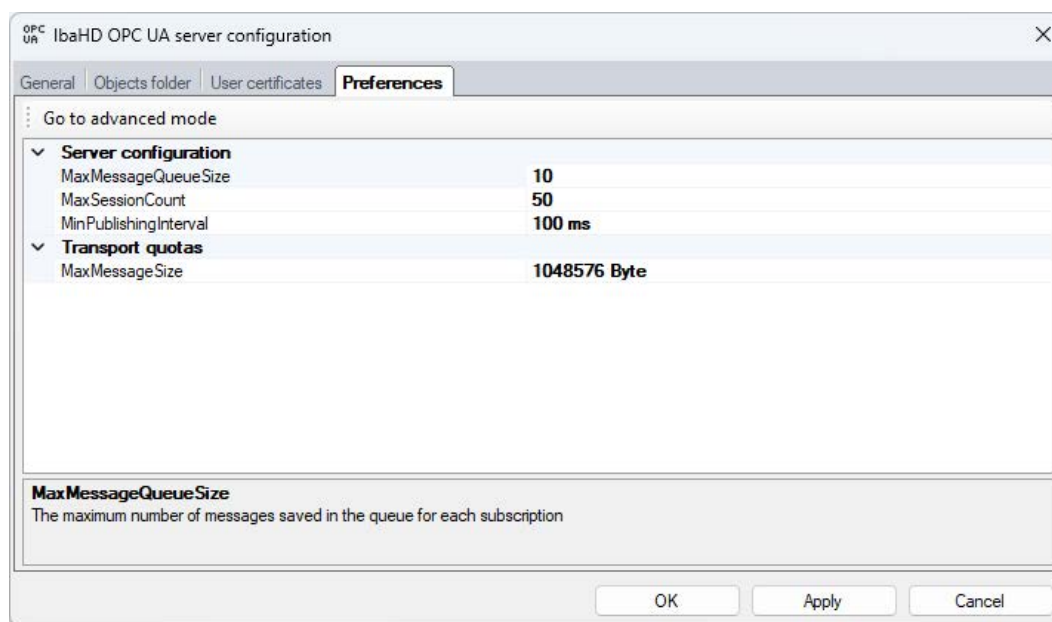 OPC UA IbaHD OPC UA server configuration
General Objects folder User certificates Preferences
Go to advanced mode
Server configuration
MaxMessageQueueSize 10
MaxSessionCount 50
MinPublishingInterval 100 ms
Transport quotas
MaxMessageSize 1048576 Byte
MaxMessageQueueSize
The maximum number of messages saved in the queue for each subscription
OK Apply Cancel